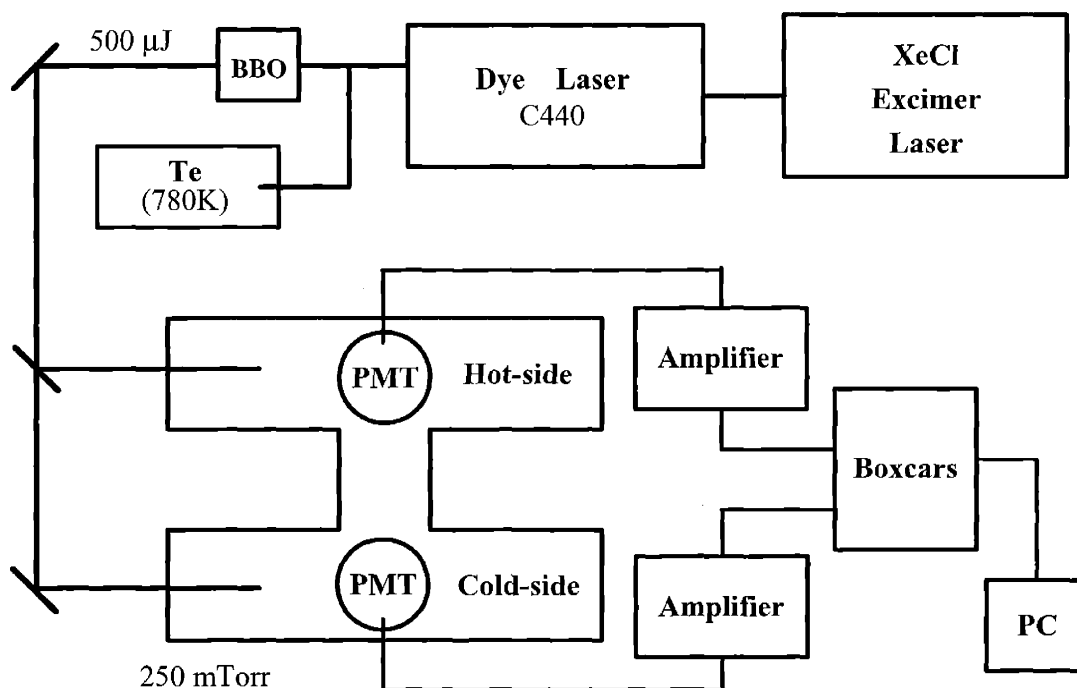 500 μJ
BBO
Dye Laser
C440
XeCl
Excimer
Laser
Te
(780K)
PMT
Hot-side
Amplifier
Boxcars
PMT
Cold-side
Amplifier
PC
250 mTorr